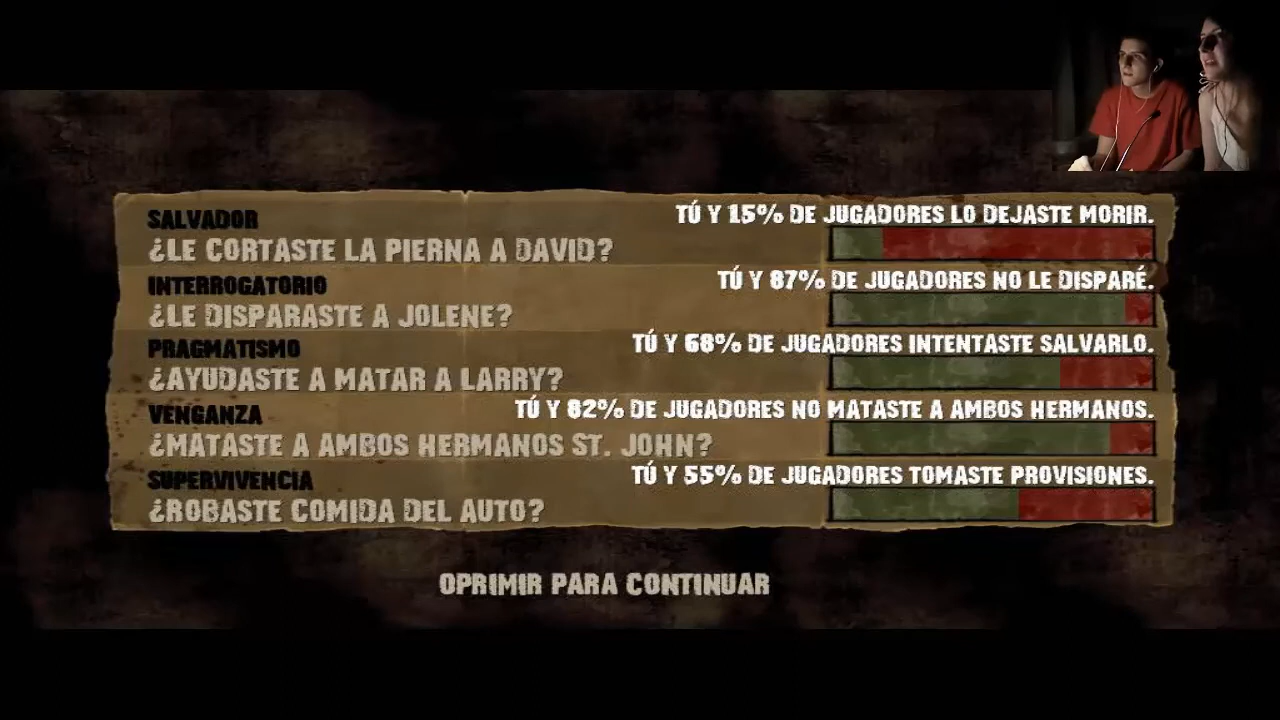 SALVADOR
TÚ Y 15% DE JUGADORES LO DEJASTE MORIR.
¿LE CORTASTE LA PIERNA A DAVID?
INTERROGATORIO
TÚ Y 87% DE JUGADORES NO LE DISPARÉ.
¿LE DISPARASTE A JOLENE?
PRAGMATISMO
TÚ Y 68% DE JUGADORES INTENTASTE SALVARLO.
¿AYUDASTE A MATAR A LARRY?
VENGANZA
TÚ Y 82% DE JUGADORES NO MATASTE A AMBOS HERMANOS.
¿MATASTE A AMBOS HERMANOS ST. JOHN?
SUPERVIVENCIA
TÚ Y 55% DE JUGADORES TOMASTE PROVISIONES.
¿ROBASTE COMIDA DEL AUTO?
OPRIMIR PARA CONTINUAR